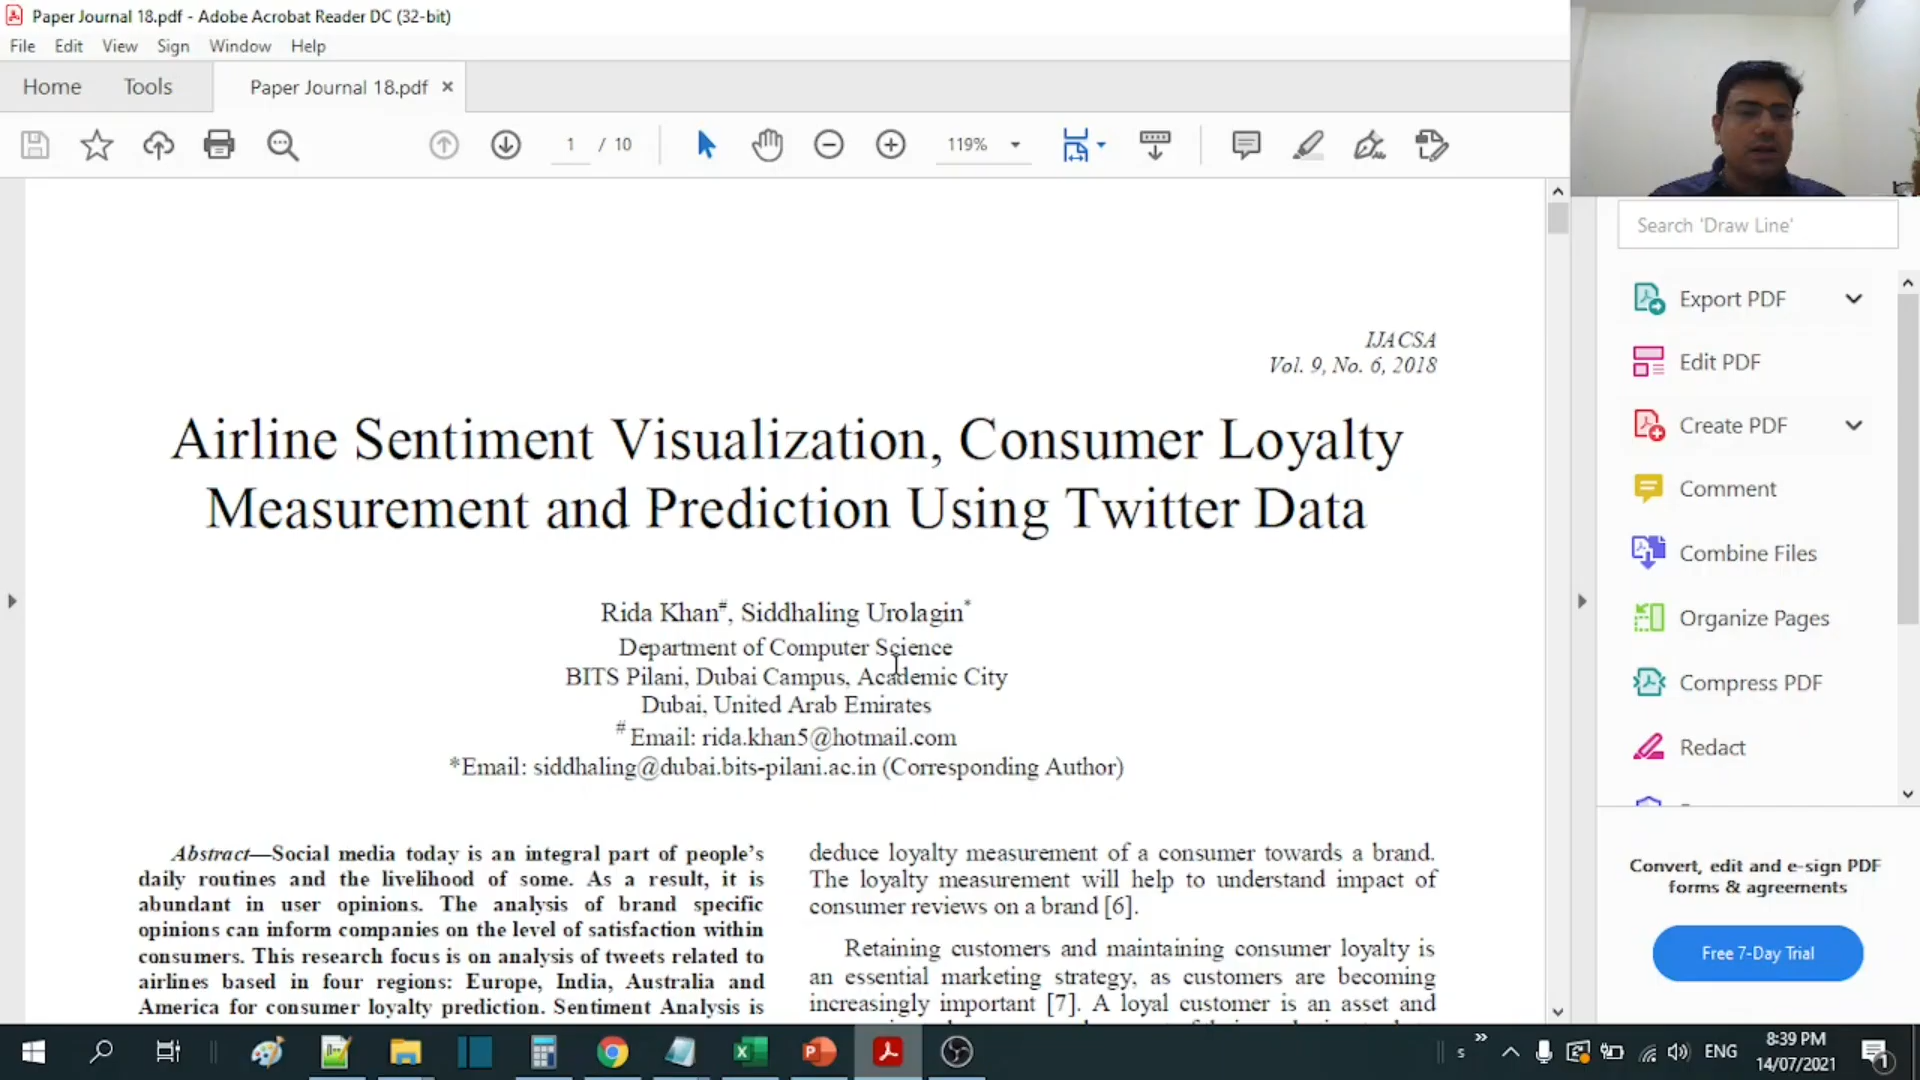 Paper Journal 18.pdf - Adobe Acrobat Reader DC (32-bit)
File Edit View Sign Window Help
Home Tools Paper Journal 18.pdf ×
1 / 10 119%
Search 'Draw Line'
Export PDF
Edit PDF
Create PDF
Comment
Combine Files
Organize Pages
Compress PDF
Redact
Convert, edit and e-sign PDF
forms & agreements
Free 7-Day Trial
IJACSA
Vol. 9, No. 6, 2018
Airline Sentiment Visualization, Consumer Loyalty
Measurement and Prediction Using Twitter Data
Rida Khan#, Siddhaling Urolagin*
Department of Computer Science
BITS Pilani, Dubai Campus, Academic City
Dubai, United Arab Emirates
# Email: rida.khan5@hotmail.com
*Email: siddhaling@dubai.bits-pilani.ac.in (Corresponding Author)
Abstract—Social media today is an integral part of people's
daily routines and the livelihood of some. As a result, it is
abundant in user opinions. The analysis of brand specific
opinions can inform companies on the level of satisfaction within
consumers. This research focus is on analysis of tweets related to
airlines based in four regions: Europe, India, Australia and
America for consumer loyalty prediction. Sentiment Analysis is
deduce loyalty measurement of a consumer towards a brand.
The loyalty measurement will help to understand impact of
consumer reviews on a brand [6].
Retaining customers and maintaining consumer loyalty is
an essential marketing strategy, as customers are becoming
increasingly important [7]. A loyal customer is an asset and
s ENG
8:39 PM
14/07/2021
1